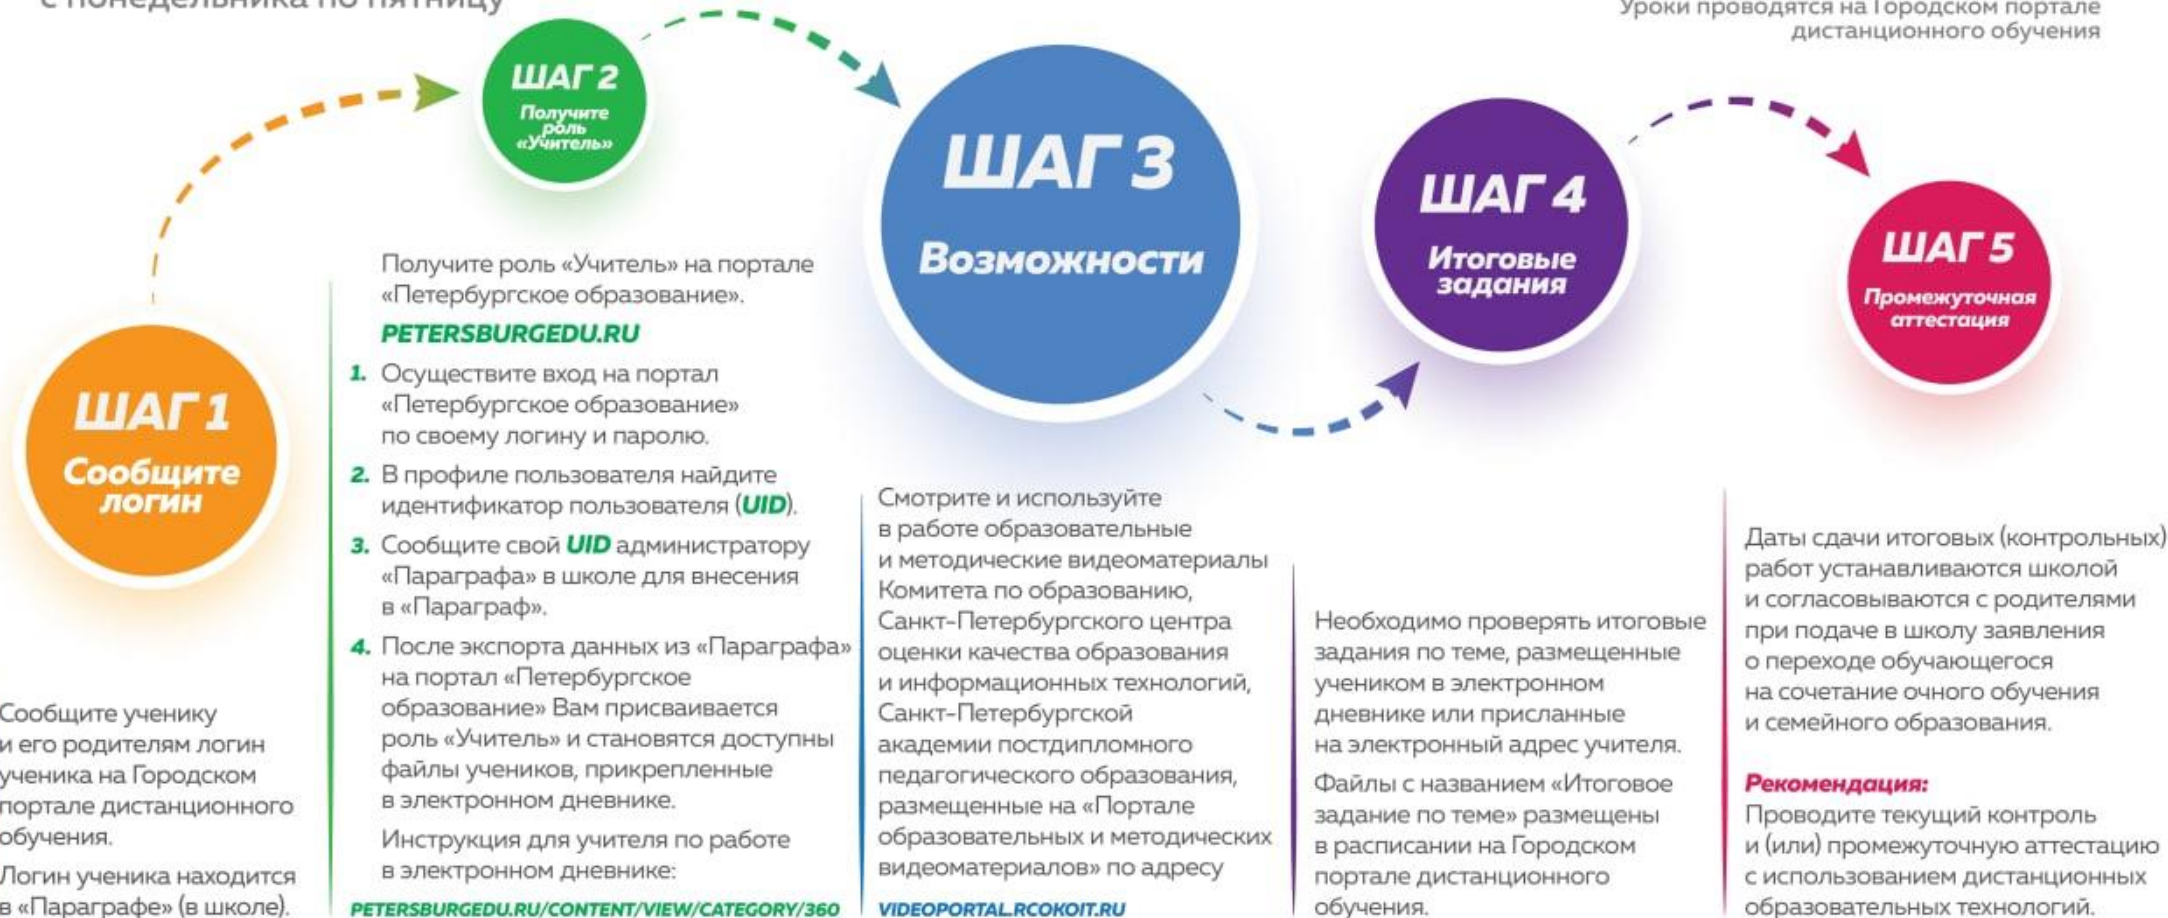 с понедельника по пятницу
Уроки проводятся на Городском портале
дистанционного обучения
ШАГ 1
Сообщите
логин
Сообщите ученику
и его родителям логин
ученика на Городском
портале дистанционного
обучения.
Логин ученика находится
в «Параграфе» (в школе).
ШАГ 2
Получите
роль
«Учитель»
Получите роль «Учитель» на портале
«Петербургское образование».
PETERSBURGEDU.RU
1. Осуществите вход на портал
«Петербургское образование»
по своему логину и паролю.
2. В профиле пользователя найдите
идентификатор пользователя (UID).
3. Сообщите свой UID администратору
«Параграфа» в школе для внесения
в «Параграф».
4. После экспорта данных из «Параграфа»
на портал «Петербургское
образование» Вам присваивается
роль «Учитель» и становятся доступны
файлы учеников, прикрепленные
в электронном дневнике.
Инструкция для учителя по работе
в электронном дневнике:
PETERSBURGEDU.RU/CONTENT/VIEW/CATEGORY/360
ШАГ 3
Возможности
Смотрите и используйте
в работе образовательные
и методические видеоматериалы
Комитета по образованию,
Санкт-Петербургского центра
оценки качества образования
и информационных технологий,
Санкт-Петербургской
академии постдипломного
педагогического образования,
размещенные на «Портале
образовательных и методических
видеоматериалов» по адресу
VIDEOPORTAL.RCOKOIT.RU
ШАГ 4
Итоговые
задания
Необходимо проверять итоговые
задания по теме, размещенные
учеником в электронном
дневнике или присланные
на электронный адрес учителя.
Файлы с названием «Итоговое
задание по теме» размещены
в расписании на Городском
портале дистанционного
обучения.
ШАГ 5
Промежуточная
аттестация
Даты сдачи итоговых (контрольных)
работ устанавливаются школой
и согласовываются с родителями
при подаче в школу заявления
о переходе обучающегося
на сочетание очного обучения
и семейного образования.
Рекомендация:
Проводите текущий контроль
и (или) промежуточную аттестацию
с использованием дистанционных
образовательных технологий.